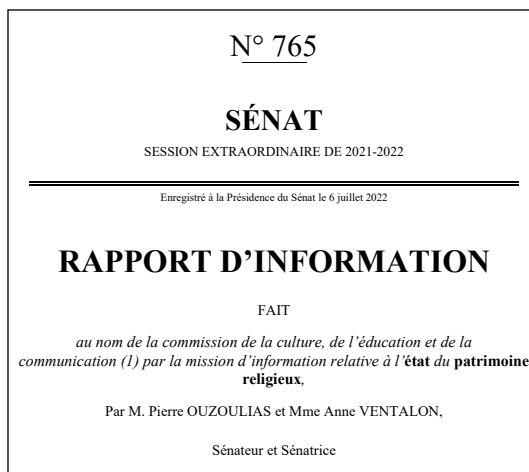 N° 765
SÉNAT
SESSION EXTRAORDINAIRE DE 2021-2022
Enregistré à la Présidence du Sénat le 6 juillet 2022
RAPPORT D’INFORMATION
FAIT
au nom de la commission de la culture, de l’éducation et de la
communication (1) par la mission d’information relative à l’état du patrimoine
religieux,
Par M. Pierre OUZOULIAS et Mme Anne VENTALON,
Sénateur et Sénatrice